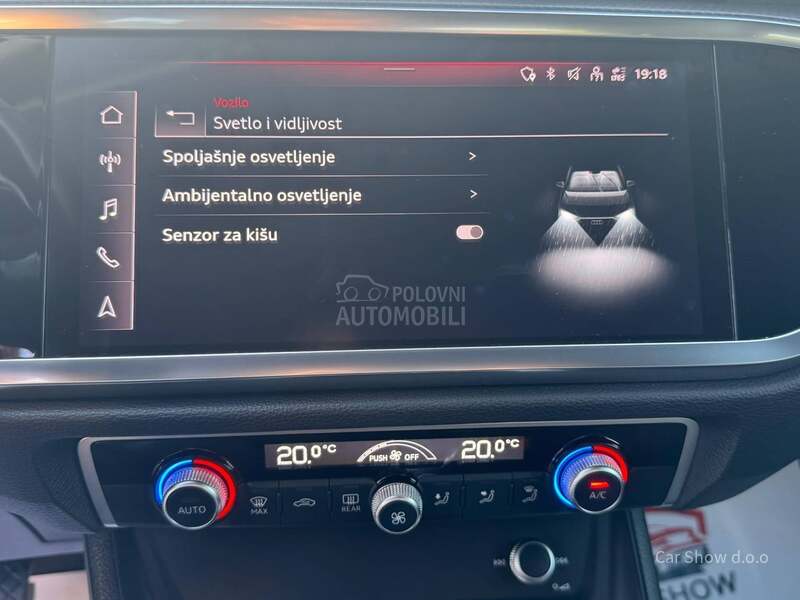 19:18
Vozilo
Svetlo i vidljivost
Spoljašnje osvetljenje >
Ambijentalno osvetljenje >
Senzor za kišu
POLOVNI
AUTOMOBILI
20.0°C PUSH OFF 20.0°C
AUTO MAX REAR A/C
Car Show d.o.o
SHOW